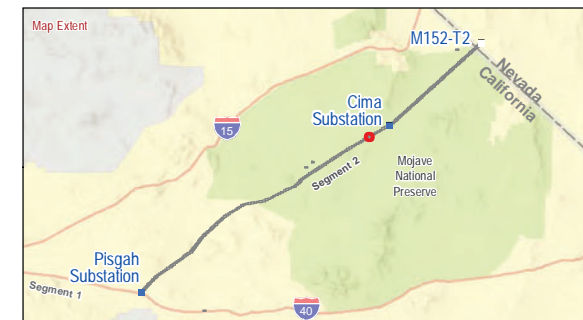 Map Extent
M152-T2
Nevada
California
Cima
Substation
15
Segment 2
Mojave
National
Preserve
Pisgah
Substation
Segment 1
40